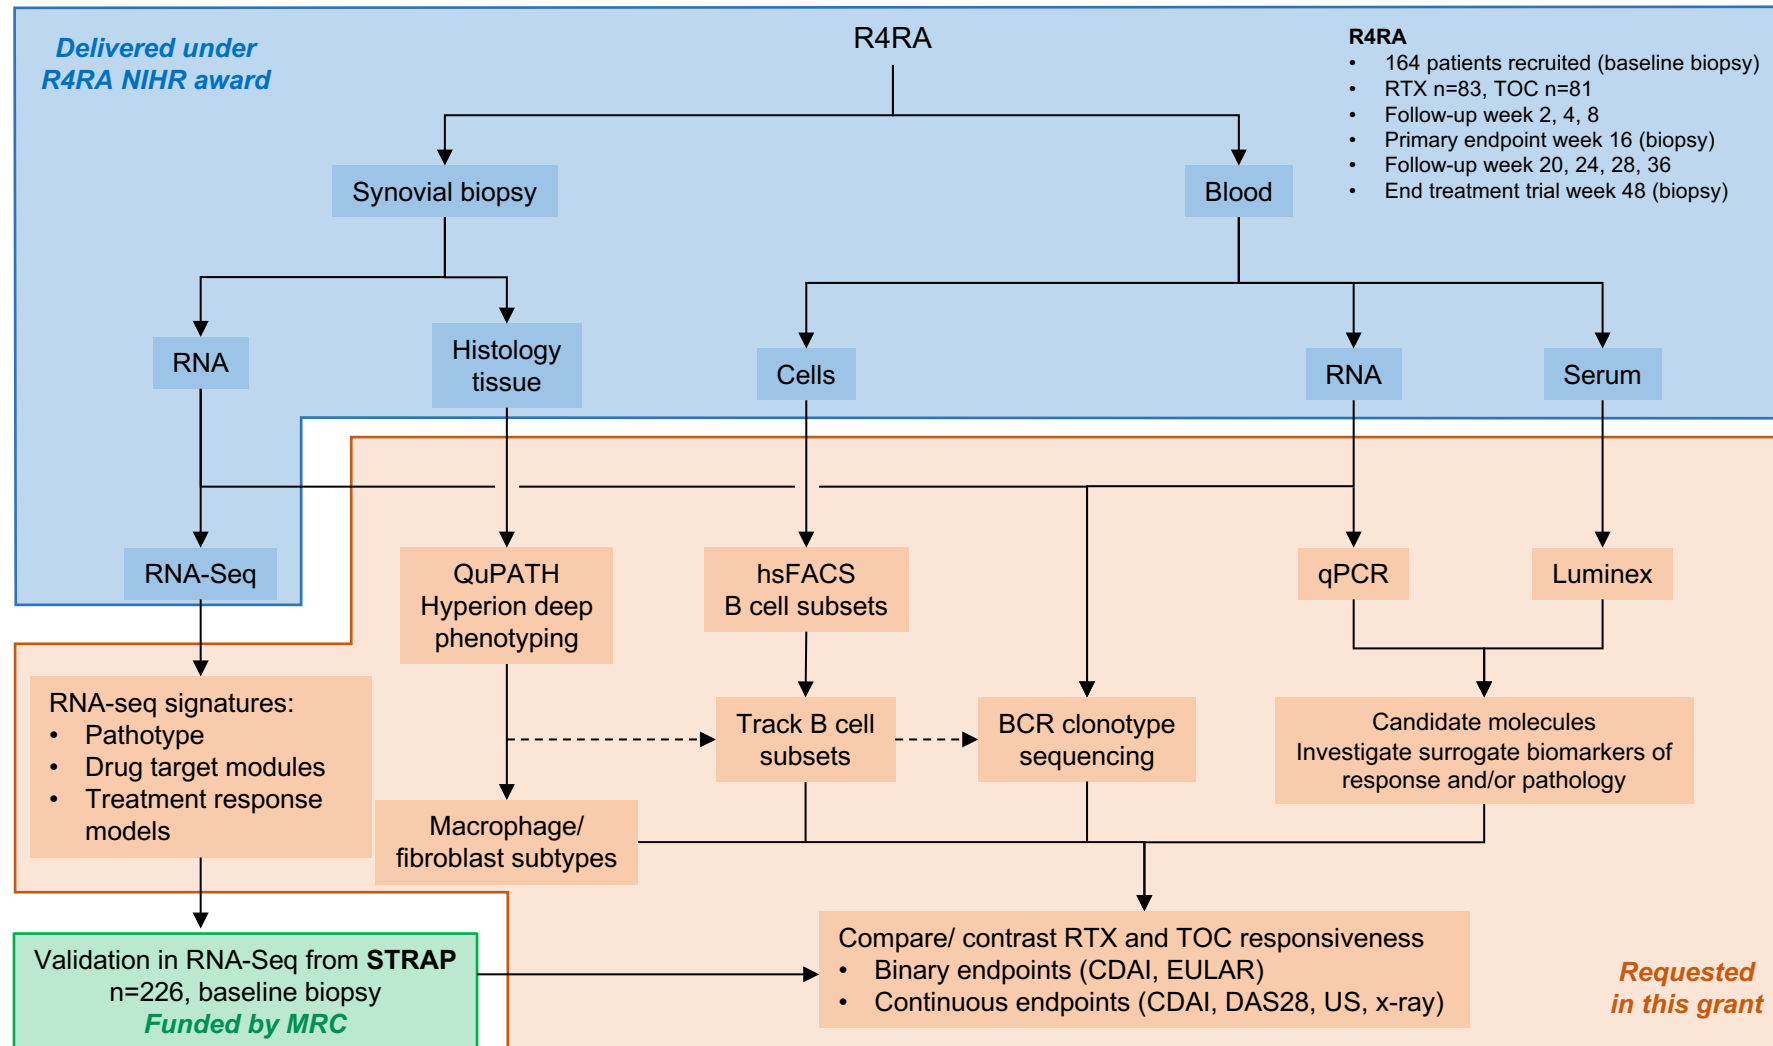 Delivered under
R4RA NIHR award
R4RA
R4RA
• 164 patients recruited (baseline biopsy)
• RTX n=83, TOC n=81
• Follow-up week 2, 4, 8
• Primary endpoint week 16 (biopsy)
• Follow-up week 20, 24, 28, 36
• End treatment trial week 48 (biopsy)
Synovial biopsy
Blood
RNA
Histology
tissue
Cells
RNA
Serum
RNA-Seq
QuPATH
Hyperion deep
phenotyping
hsFACS
B cell subsets
qPCR
Luminex
RNA-seq signatures:
• Pathotype
• Drug target modules
• Treatment response
models
Track B cell
subsets
BCR clonotype
sequencing
Candidate molecules
Investigate surrogate biomarkers of
response and/or pathology
Macrophage/
fibroblast subtypes
Validation in RNA-Seq from STRAP
n=226, baseline biopsy
Funded by MRC
Compare/ contrast RTX and TOC responsiveness
• Binary endpoints (CDAI, EULAR)
• Continuous endpoints (CDAI, DAS28, US, x-ray)
Requested
in this grant